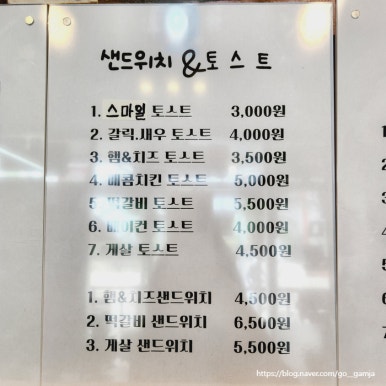 샌드위치 & 토스트
1. 스마일 토스트 3,000원
2. 갈릭.새우 토스트 4,000원
3. 햄&치즈 토스트 3,500원
4. 매콤치킨 토스트 5,000원
5. 떡갈비 토스트 5,500원
6. 베이컨 토스트 4,000원
7. 게살 토스트 4,500원
1. 햄&치즈샌드위치 4,500원
2. 떡갈비 샌드위치 6,500원
3. 게살 샌드위치 5,500원
https://blog.naver.com/go_gamja